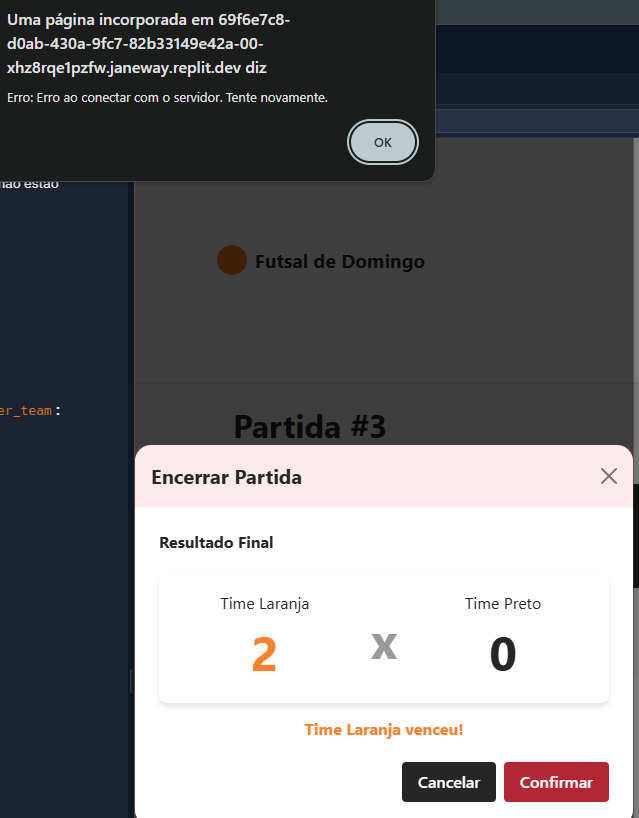 Uma página incorporada em 69f6e7c8-
d0ab-430a-9fc7-82b33149e42a-00-
xhz8rqe1pzfw.janeway.replit.dev diz
Erro: Erro ao conectar com o servidor. Tente novamente.
OK
não estão
Futsal de Domingo
er_team:
Partida #3
Encerrar Partida
Resultado Final
Time Laranja Time Preto
2 x 0
Time Laranja venceu!
Cancelar Confirmar